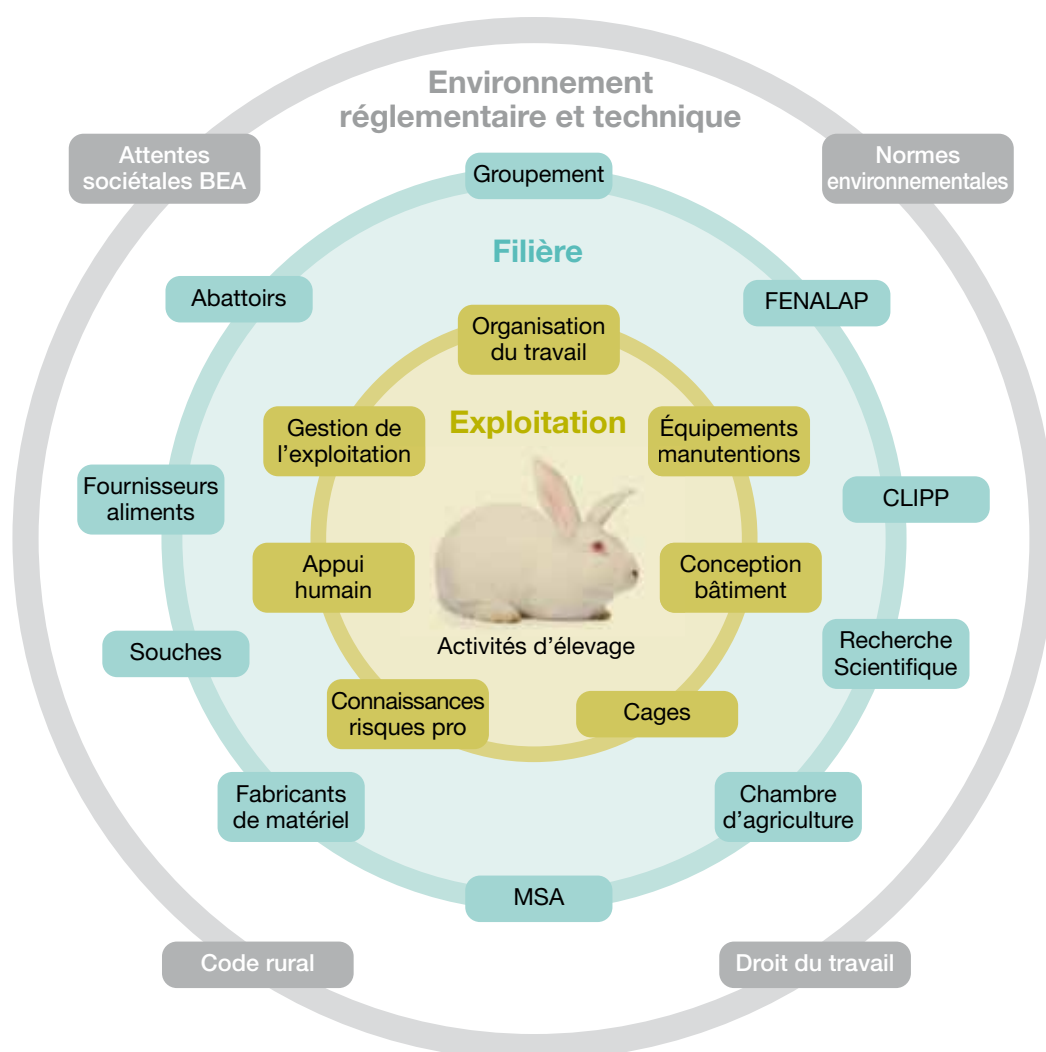 Environnement
réglementaire et technique
Attentes
sociétales BEA
Normes
environnementales
Groupement
Filière
Abattoirs
FENALAP
Organisation
du travail
Exploitation
Gestion de
l'exploitation
Équipements
manutentions
Fournisseurs
aliments
CLIPP
Appui
humain
Conception
bâtiment
Activités d'élevage
Souches
Recherche
Scientifique
Connaissances
risques pro
Cages
Fabricants
de matériel
Chambre
d'agriculture
MSA
Code rural
Droit du travail